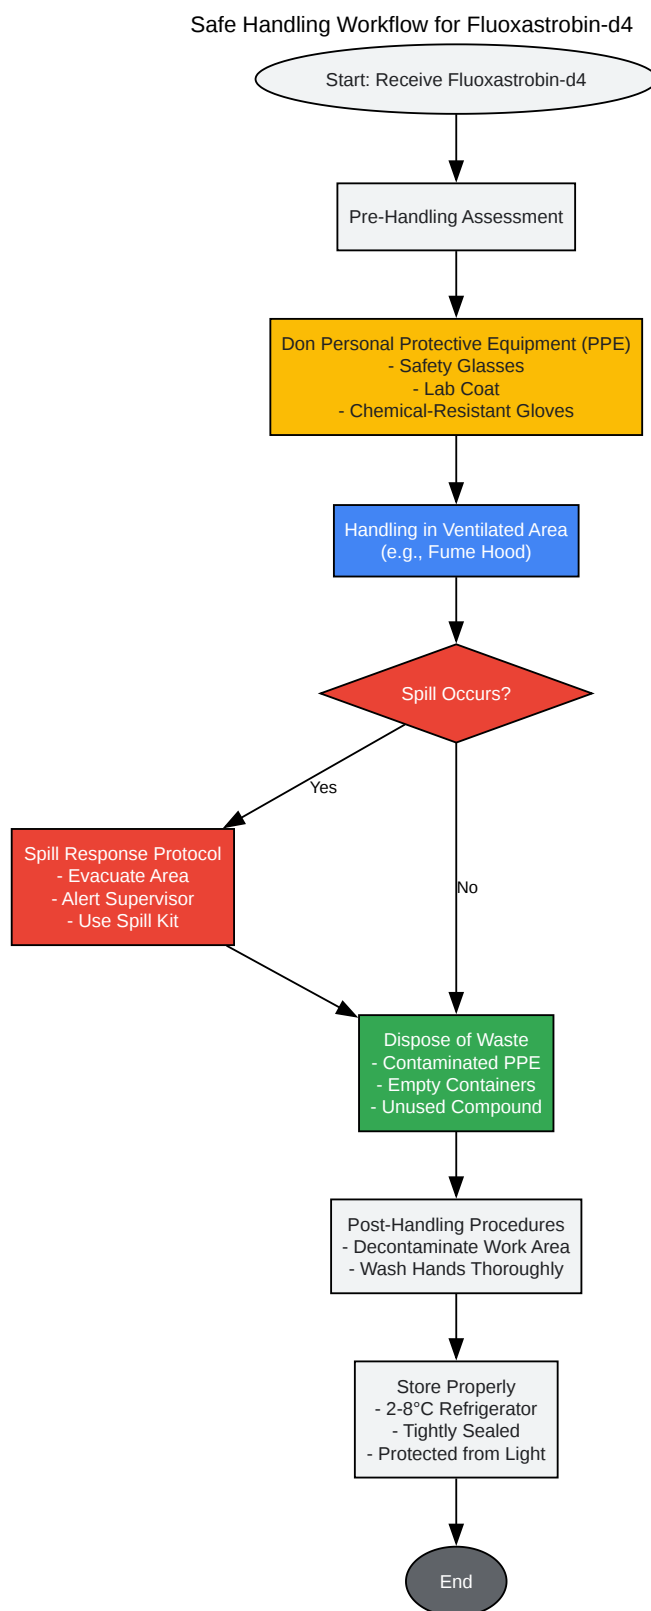 Safe Handling Workflow for Fluoxastrobin-d4
Start: Receive Fluoxastrobin-d4
Pre-Handling Assessment
Don Personal Protective Equipment (PPE)
- Safety Glasses
- Lab Coat
- Chemical-Resistant Gloves
Handling in Ventilated Area
(e.g., Fume Hood)
Spill Occurs?
Yes
Spill Response Protocol
- Evacuate Area
- Alert Supervisor
- Use Spill Kit
No
Dispose of Waste
- Contaminated PPE
- Empty Containers
- Unused Compound
Post-Handling Procedures
- Decontaminate Work Area
- Wash Hands Thoroughly
Store Properly
- 2-8°C Refrigerator
- Tightly Sealed
- Protected from Light
End